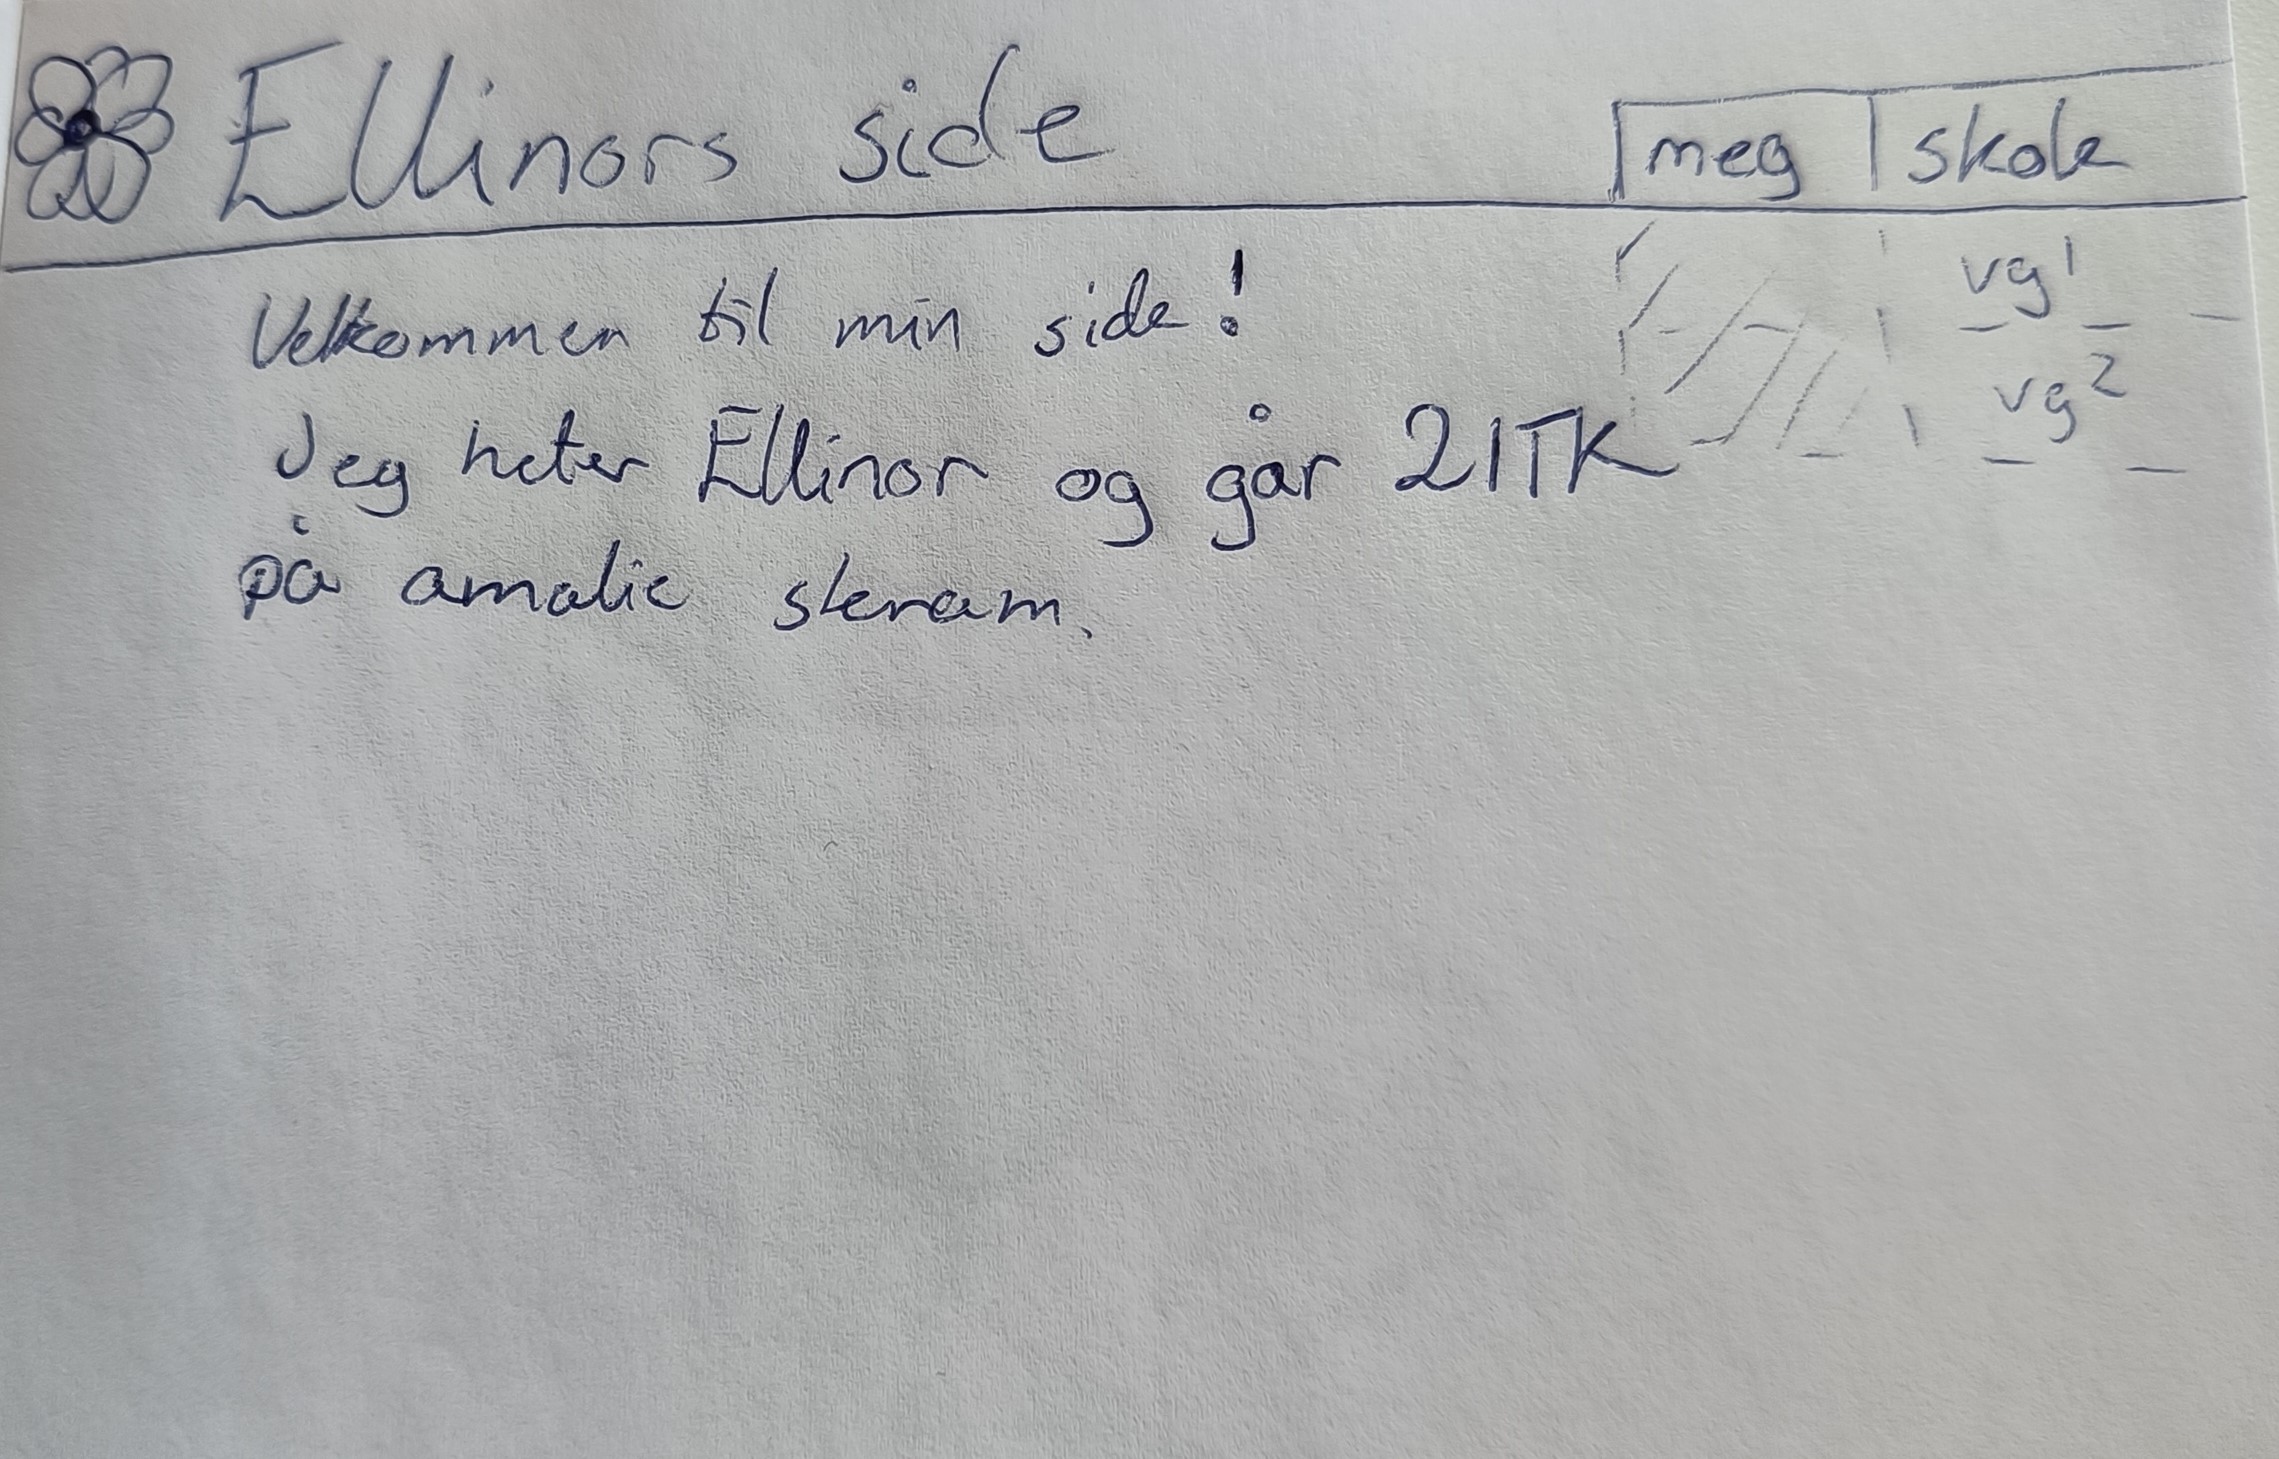 Ellinors side
meg skole
vg1
vg2
Velkommen til min side!
Jeg heter Ellinor og går 2ITK
på amalie skram.